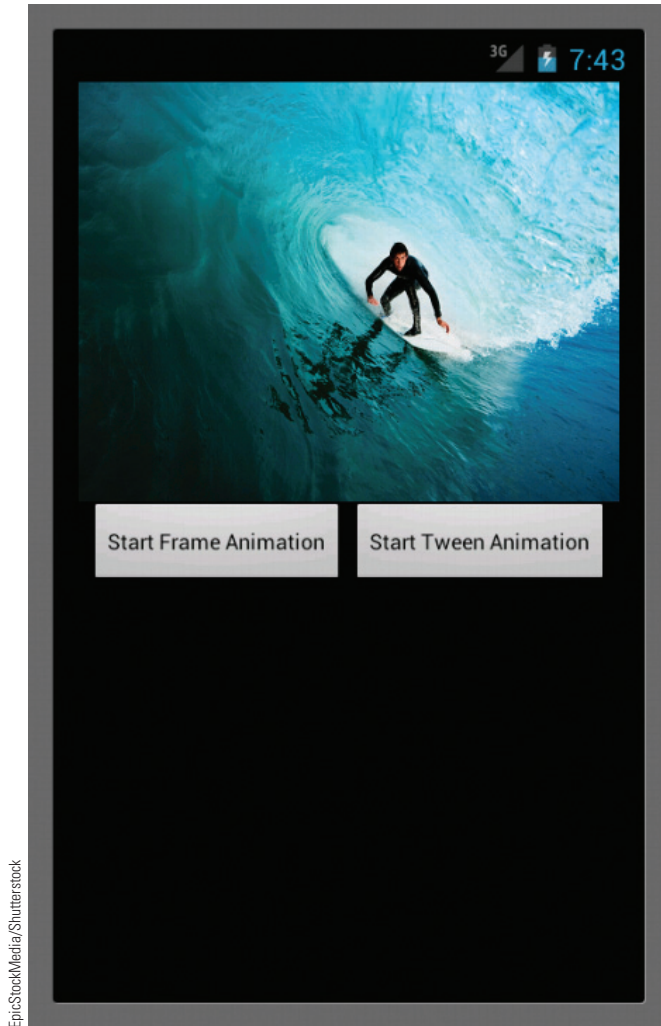 3G 7:43
Start Frame Animation Start Tween Animation
EpicStockMedia/Shutterstock